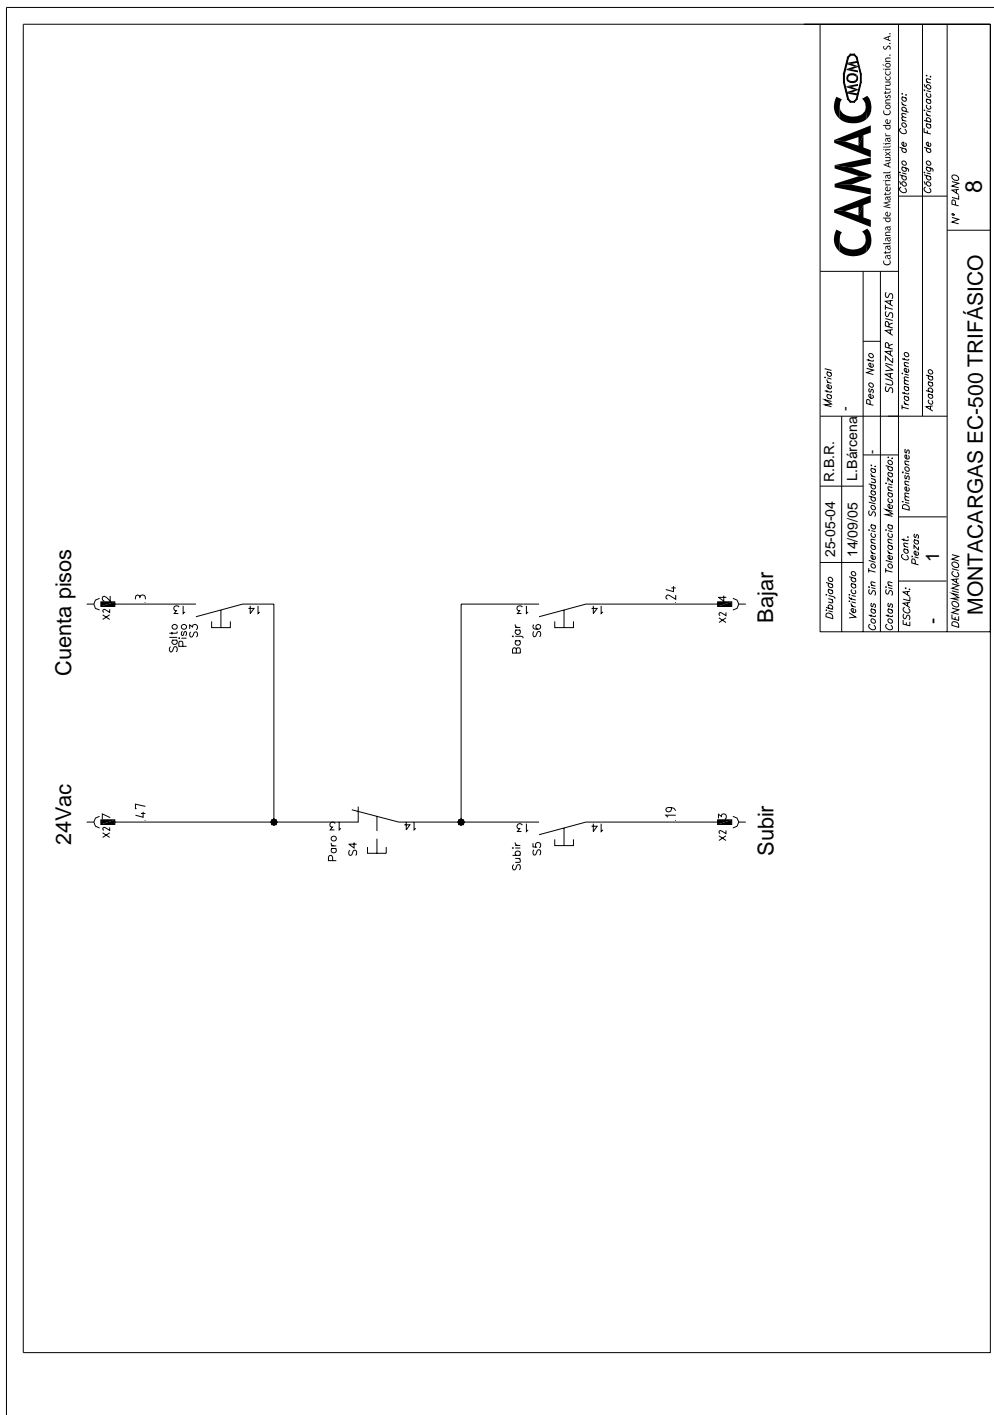 24Vac
Cuenta pisos
X2 7
X2 2
47
3
13
Salto
Piso
S3
14
13
Paro
S4
14
13
Subir
S5
14
13
Bajar
S6
14
19
24
X2 3
X2 4
Subir
Bajar
Dibujado
25-05-04
R.B.R.
Material
-
Verificado
14/09/05
L.Bárcena
Cotas Sin Tolerancia Soldadura: -
Peso Neto
Cotas Sin Tolerancia Mecanizado:
SUAVIZAR ARISTAS
CAMAC
MOM
Catalana de Material Auxiliar de Construcción. S.A.
ESCALA:
-
Cant.
Piezas
1
Dimensiones
Tratamiento
Acabado
Código de Compra:
Código de Fabricación:
DENOMINACION
MONTACARGAS EC-500 TRIFÁSICO
Nº PLANO
8